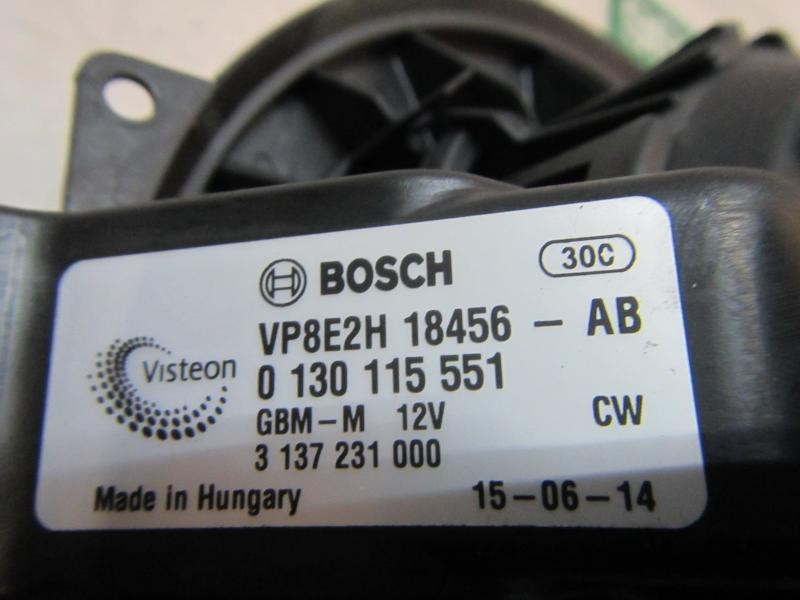 BOSCH 30C
VP8E2H 18456 - AB
Visteon
0 130 115 551
GBM-M 12V CW
3 137 231 000
Made in Hungary 15-06-14